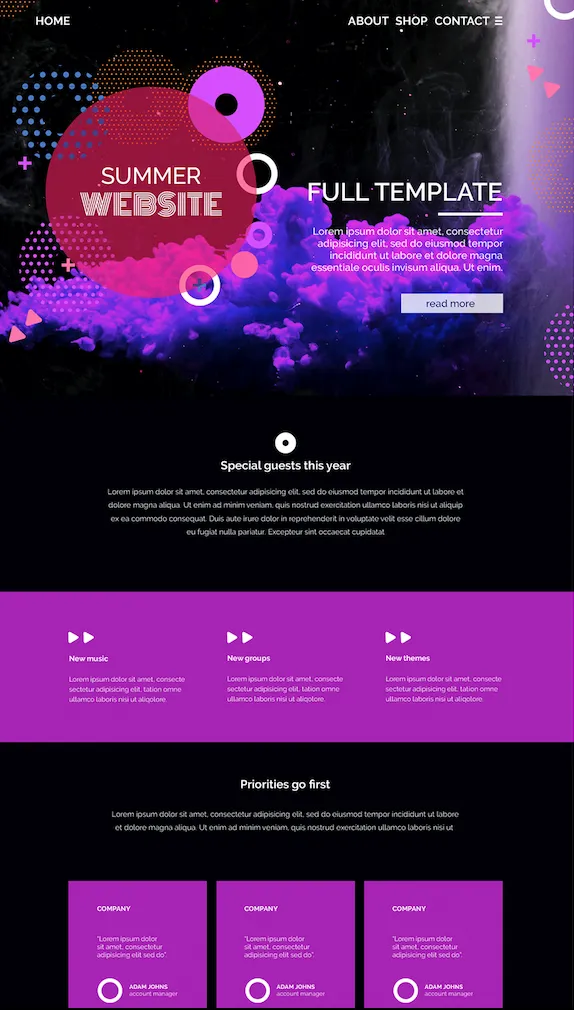 HOME
ABOUT SHOP CONTACT
SUMMER
WEBSITE
FULL TEMPLATE
Lorem ipsum dolor sit amet, consectetur
adipisicing elit, sed do eiusmod tempor
incididunt ut labore et dolore magna
essentiale oculis invisum aliqua. Ut enim.
read more
Special guests this year
Lorem ipsum dolor sit amet, consectetur adipisicing elit, sed do eiusmod tempor incididunt ut labore et
dolore magna aliqua. Ut enim ad minim veniam, quis nostrud exercitation ullamco laboris nisi ut aliquip
ex ea commodo consequat. Duis aute irure dolor in reprehenderit in voluptate velit esse cillum dolore
eu fugiat nulla pariatur. Excepteur sint occaecat cupidatat
New music
Lorem ipsum dolor sit amet, consecte
sectetur adipisicing elit, tation omne
ullamco laboris nisi ut aliqolore.
New groups
Lorem ipsum dolor sit amet, consecte
sectetur adipisicing elit, tation omne
ullamco laboris nisi ut aliqolore.
New themes
Lorem ipsum dolor sit amet, consecte
sectetur adipisicing elit, tation omne
ullamco laboris nisi ut aliqolore.
Priorities go first
Lorem ipsum dolor sit amet, consectetur adipisicing elit, sed do eiusmod tempor incididunt ut labore
et dolore magna aliqua. Ut enim ad minim veniam, quis nostrud exercitation ullamco laboris nisi ut
COMPANY
"Lorem ipsum dolor
sit amet, consectetur
adipisicing elit sed do".
ADAM JOHNS
account manager
COMPANY
"Lorem ipsum dolor
sit amet, consectetur
adipisicing elit sed do".
ADAM JOHNS
account manager
COMPANY
"Lorem ipsum dolor
sit amet, consectetur
adipisicing elit sed do".
ADAM JOHNS
account manager